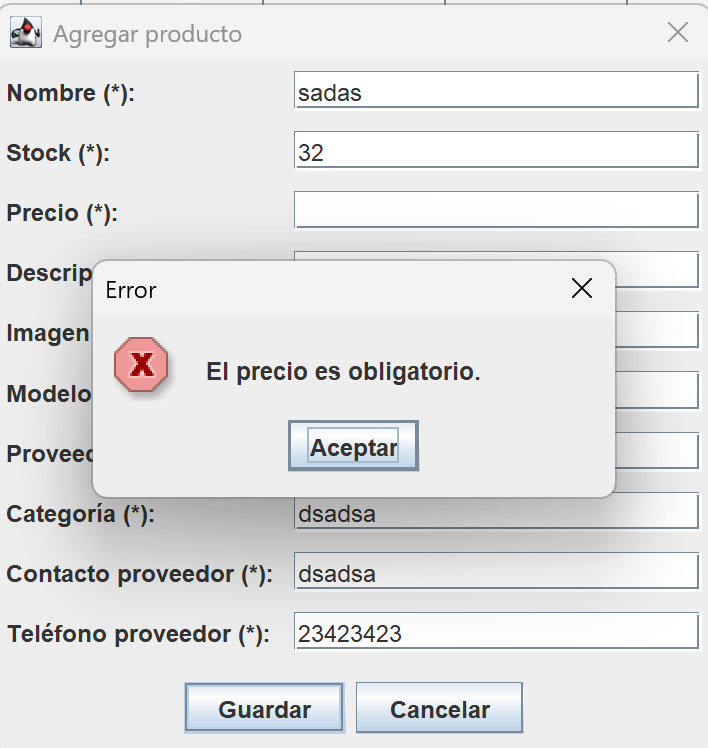 Agregar producto
Nombre (*): sadas
Stock (*): 32
Precio (*):
Descrip
Error
Imagen
El precio es obligatorio.
Modelo
Aceptar
Proveed
Categoría (*): dsadsa
Contacto proveedor (*): dsadsa
Teléfono proveedor (*): 23423423
Guardar Cancelar